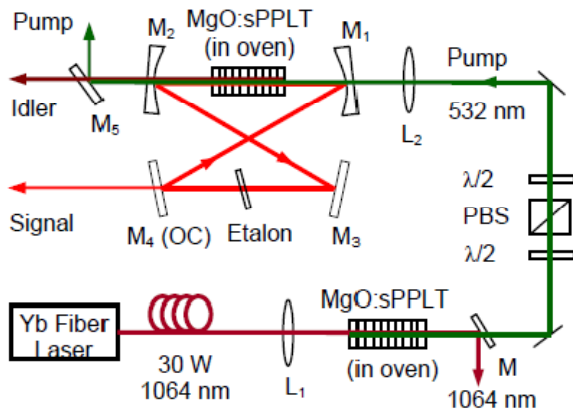 Pump
M2
MgO:sPPLT
(in oven)
M1
Pump
532 nm
Idler
M5
L2
λ/2
PBS
λ/2
Signal
M4 (OC)
Etalon
M3
MgO:sPPLT
(in oven)
Yb Fiber
Laser
30 W
1064 nm
L1
M
1064 nm